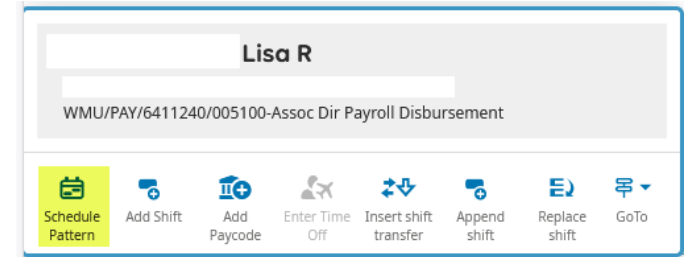 Lisa R
WMU/PAY/6411240/005100-Assoc Dir Payroll Disbursement
Schedule Pattern
Add Shift
Add Paycode
Enter Time Off
Insert shift transfer
Append shift
Replace shift
GoTo